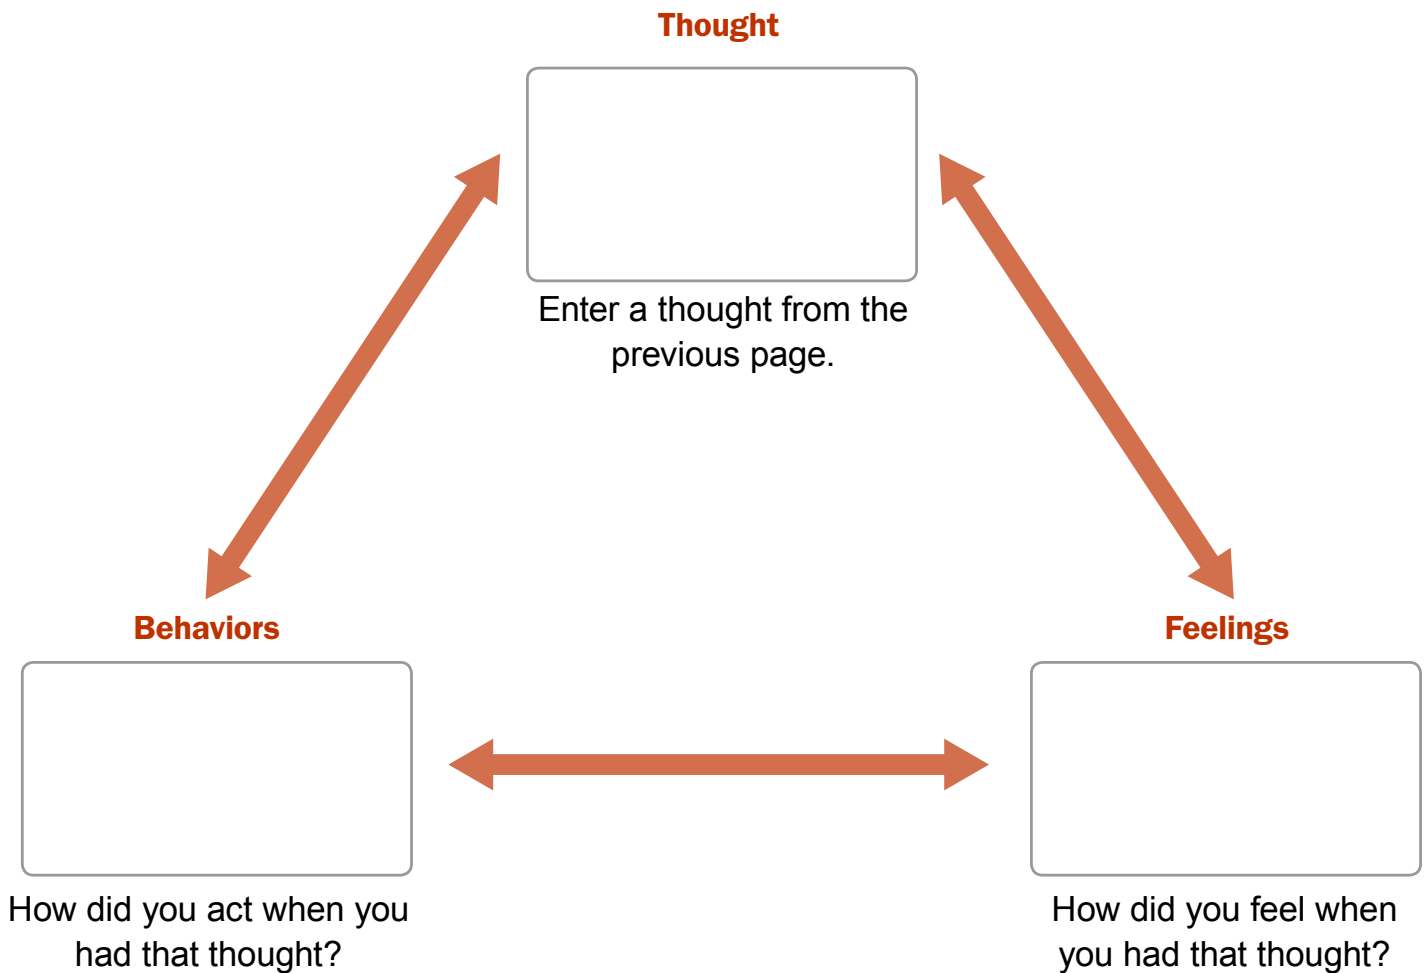 Thought
Enter a thought from the
previous page.
Behaviors
How did you act when you
had that thought?
Feelings
How did you feel when
you had that thought?